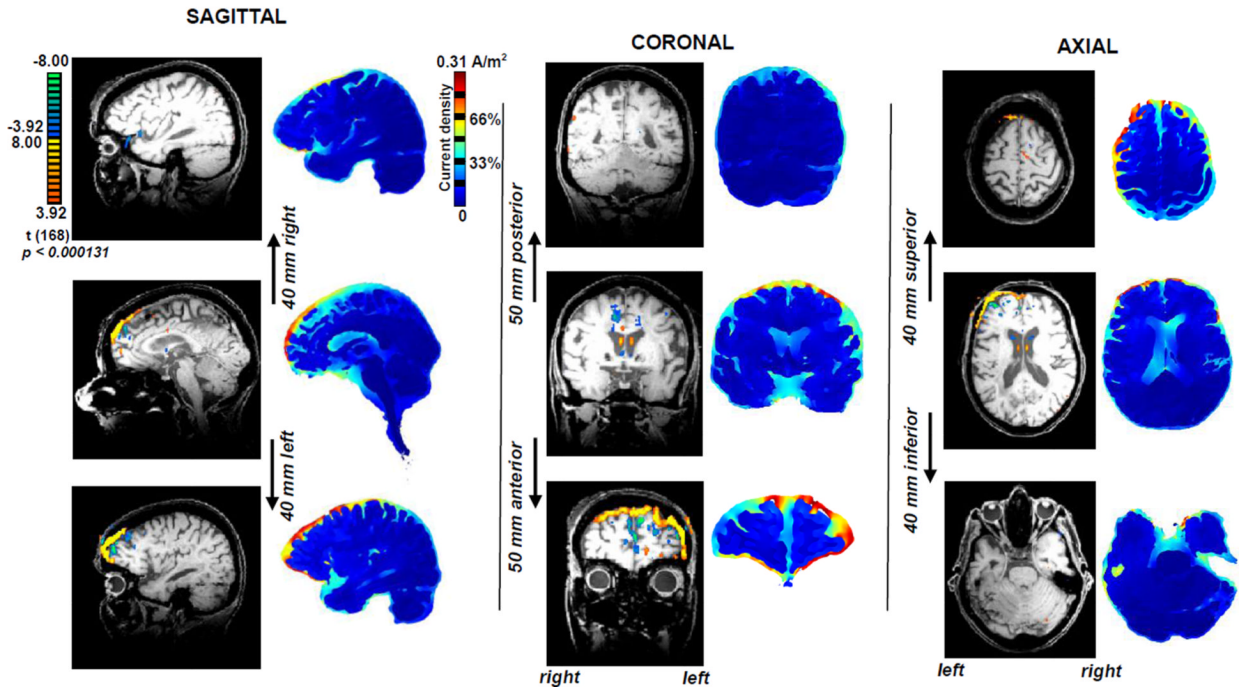 SAGITTAL
CORONAL
AXIAL
-8.00
-3.92
8.00
3.92
t (168)
p < 0.000131
0.31 A/m²
Current density
66%
33%
0
40 mm right
40 mm left
50 mm posterior
50 mm anterior
right left
40 mm superior
40 mm inferior
left right